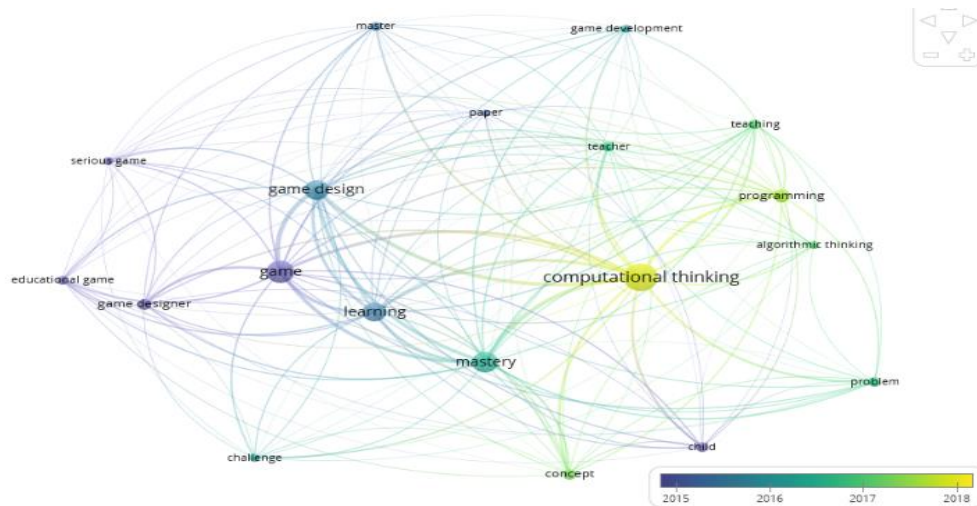 master
game development
paper
teaching
teacher
serious game
game design
programming
algorithmic thinking
game
computational thinking
educational game
game designer
learning
mastery
problem
child
challenge
concept
2015 2016 2017 2018